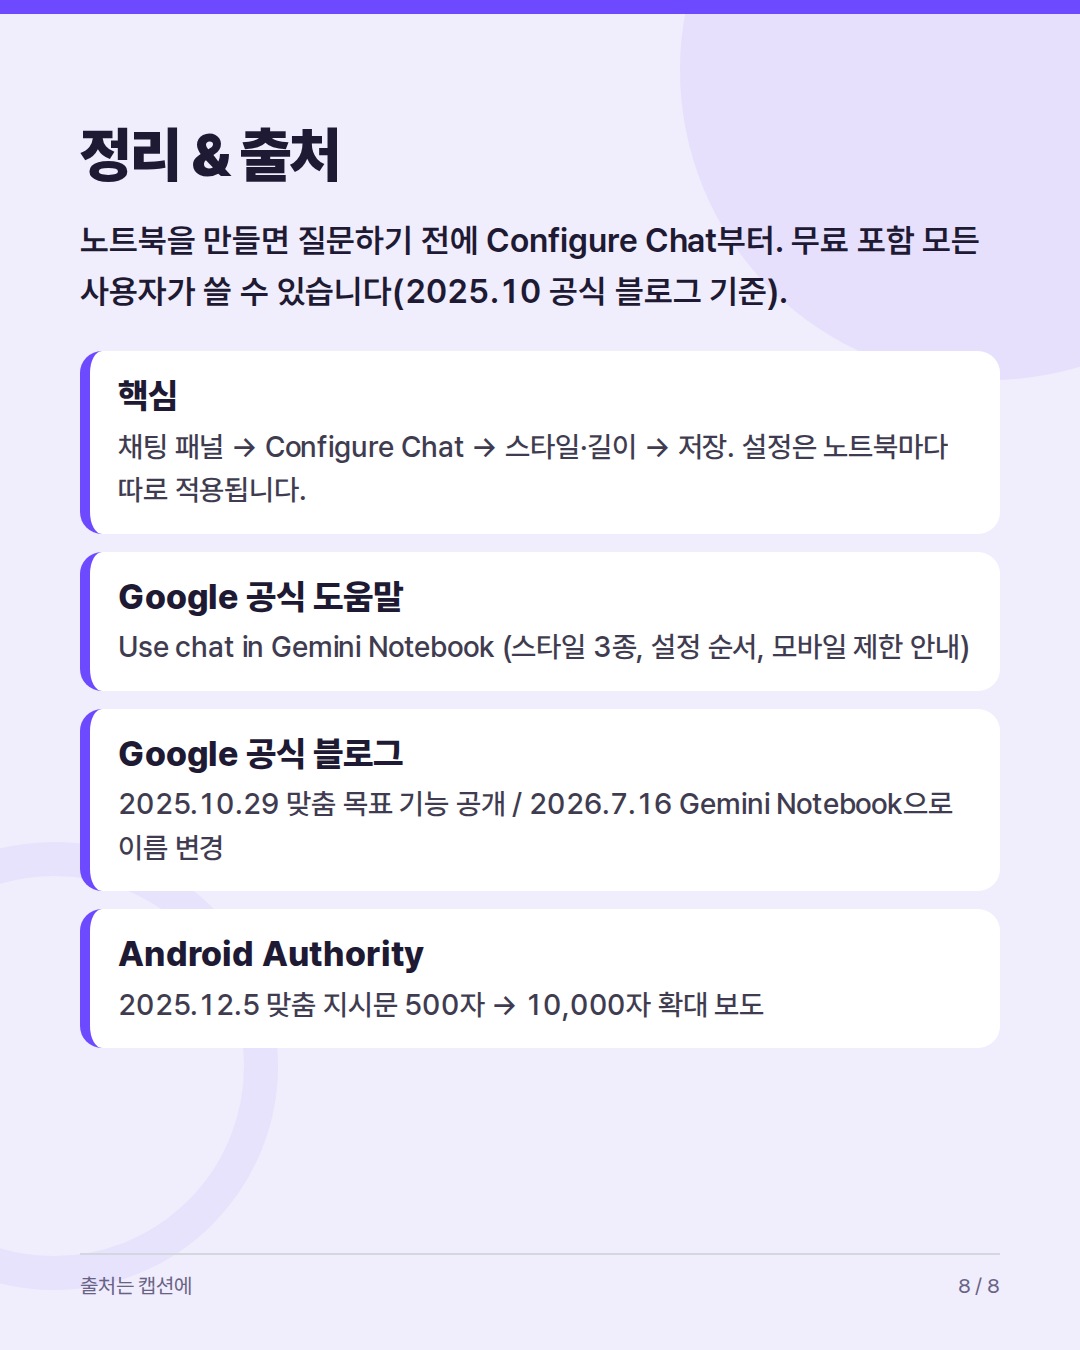 정리 & 출처
노트북을 만들면 질문하기 전에 Configure Chat부터. 무료 포함 모든
사용자가 쓸 수 있습니다(2025.10 공식 블로그 기준).
핵심
채팅 패널 → Configure Chat → 스타일·길이 → 저장. 설정은 노트북마다
따로 적용됩니다.
Google 공식 도움말
Use chat in Gemini Notebook (스타일 3종, 설정 순서, 모바일 제한 안내)
Google 공식 블로그
2025.10.29 맞춤 목표 기능 공개 / 2026.7.16 Gemini Notebook으로
이름 변경
Android Authority
2025.12.5 맞춤 지시문 500자 → 10,000자 확대 보도
출처는 캡션에
8 / 8